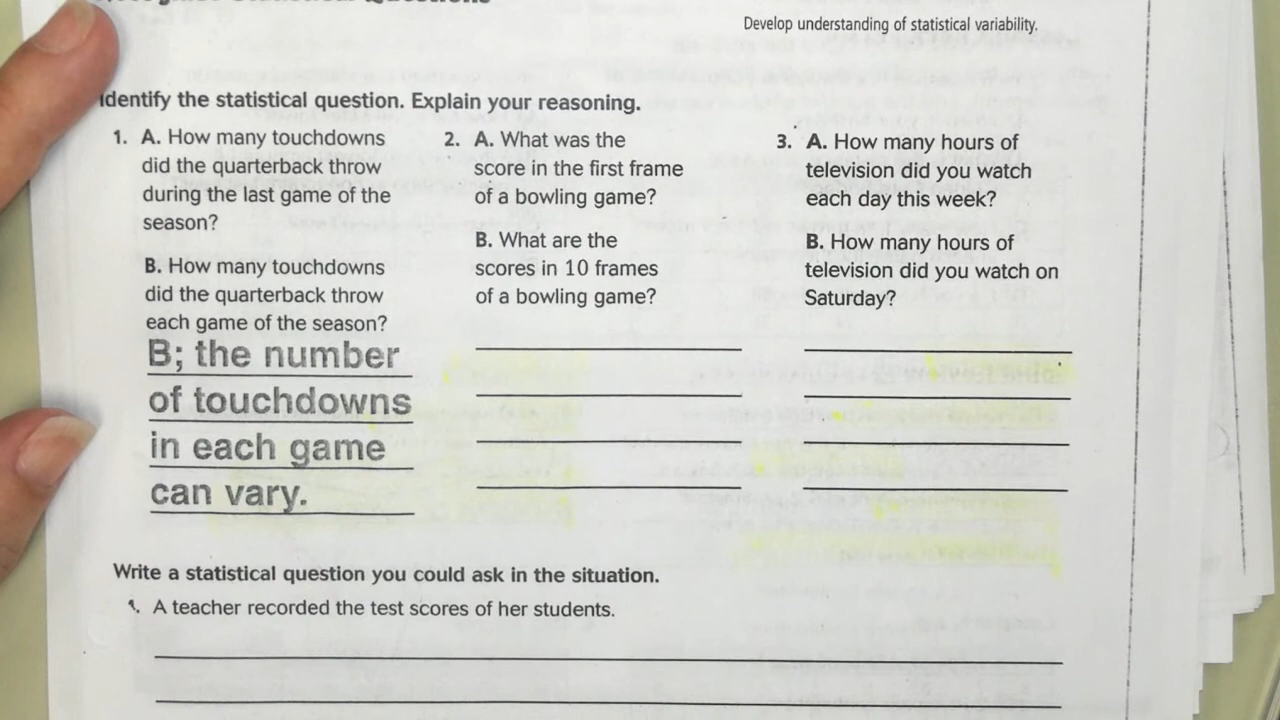 Develop understanding of statistical variability.
Identify the statistical question. Explain your reasoning.
1. A. How many touchdowns
did the quarterback throw
during the last game of the
season?
B. How many touchdowns
did the quarterback throw
each game of the season?
B; the number
of touchdowns
in each game
can vary.
2. A. What was the
score in the first frame
of a bowling game?
B. What are the
scores in 10 frames
of a bowling game?
3. A. How many hours of
television did you watch
each day this week?
B. How many hours of
television did you watch on
Saturday?
Write a statistical question you could ask in the situation.
A teacher recorded the test scores of her students.